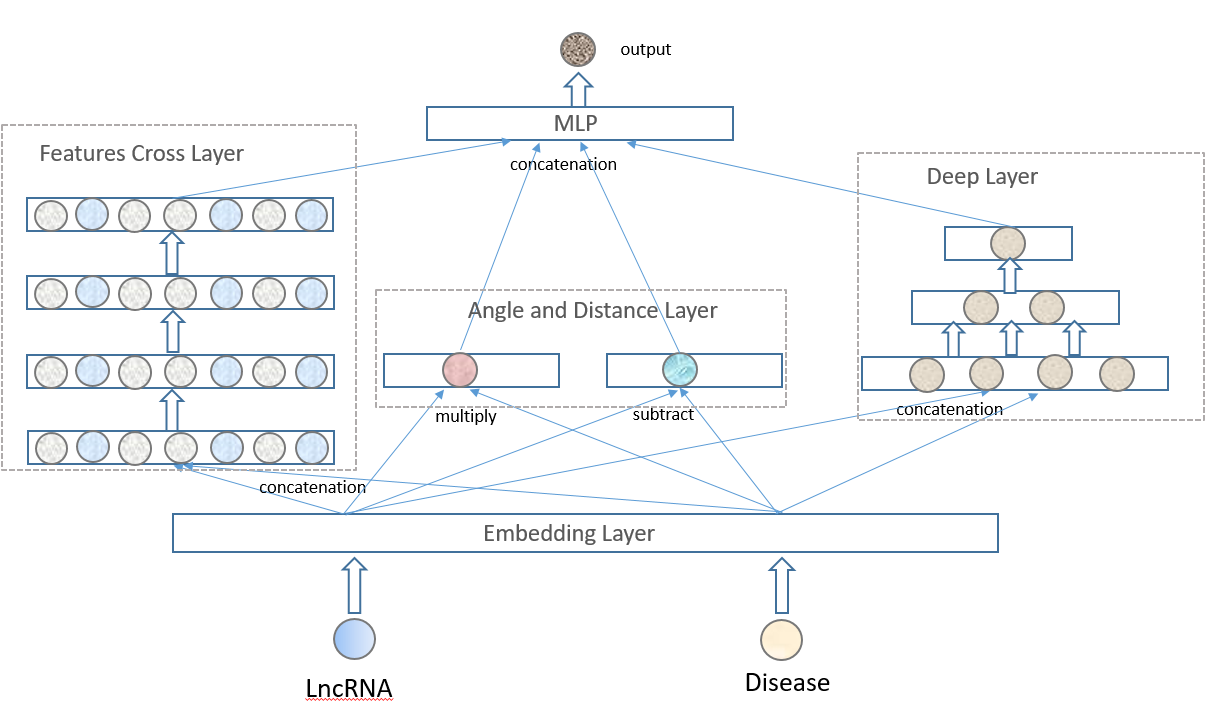 output
MLP
Features Cross Layer
concatenation
Deep Layer
Angle and Distance Layer
multiply
subtract
concatenation
concatenation
Embedding Layer
LncRNA
Disease